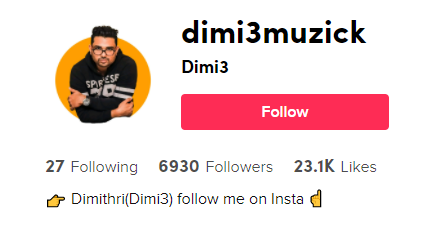 dimi3muzick
Dimi3
Follow
27 Following 6930 Followers 23.1K Likes
👉 Dimithri(Dimi3) follow me on Insta ☝